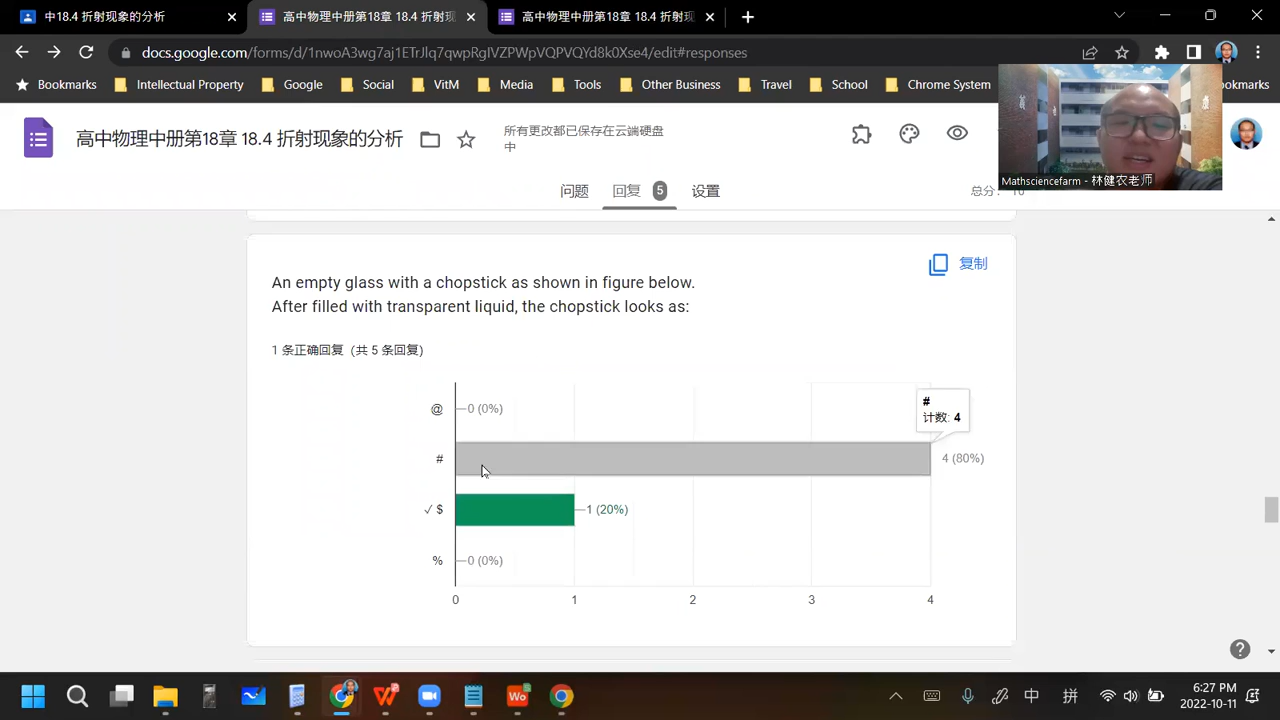 中18.4 折射现象的分析
高中物理中册第18章 18.4 折射现
高中物理中册第18章 18.4 折射现
docs.google.com/forms/d/1nwoA3wg7aj1ETrJlq7qwpRgIVZPWpVQPVQYd8k0Xse4/edit#responses
Bookmarks
Intellectual Property
Google
Social
Vitvi
Media
Tools
Other Business
Travel
School
Chrome System
okmarks
高中物理中册第18章 18.4 折射现象的分析
所有更改都已保存在云端硬盘
中
Mathsciencefarm - 林健农老师
问题
回复 5
设置
总分:
复制
An empty glass with a chopstick as shown in figure below.
After filled with transparent liquid, the chopstick looks as:
1 条正确回复 (共 5 条回复)
@
0 (0%)
#
计数: 4
#
4 (80%)
✓ $
1 (20%)
%
0 (0%)
0 1 2 3 4
Wo
中
拼
6:27 PM
2022-10-11